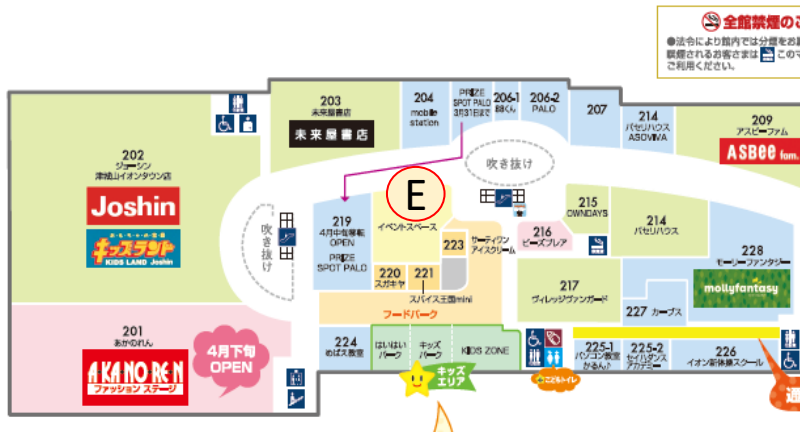 全館禁煙のご
●法令により館内では分煙をお願
喫煙されるお客さまは このマ
ご利用ください。
203
未来屋書店
未来屋書店
204
mobile
station
PRIZE
SPOT PALO
3月31日まで
206-1
BBくん
206-2
PALO
207
214
パセリハウス
ASOVIVA
209
アスビーファム
ASBee fam.
202
ジョーシン
津城山イオンタウン店
Joshin
おもちゃの専門
キッズランド
KIDS LAND Joshin
吹き抜け
吹き抜け
219
4月中旬移転
OPEN
PRIZE
SPOT PALO
E
イベントスペース
223
サーティワン
アイスクリーム
220
スガキヤ
221
スパイス王国mini
フードパーク
216
ビーズプレア
215
OWNDAYS
214
パセリハウス
217
ヴィレッジヴァンガード
228
モーリーファンタジー
mollyfantasy
227 カーブス
201
あかのれん
AKANOREN
ファッション ステージ
4月下旬
OPEN
224
めばえ教室
はいはい
パーク
キッズ
パーク
KIDS ZONE
キッズ
エリア
こどもトイレ
225-1
パソコン教室
かるん♪
225-2
セイハダンス
アカデミー
226
イオン新体操スクール
通